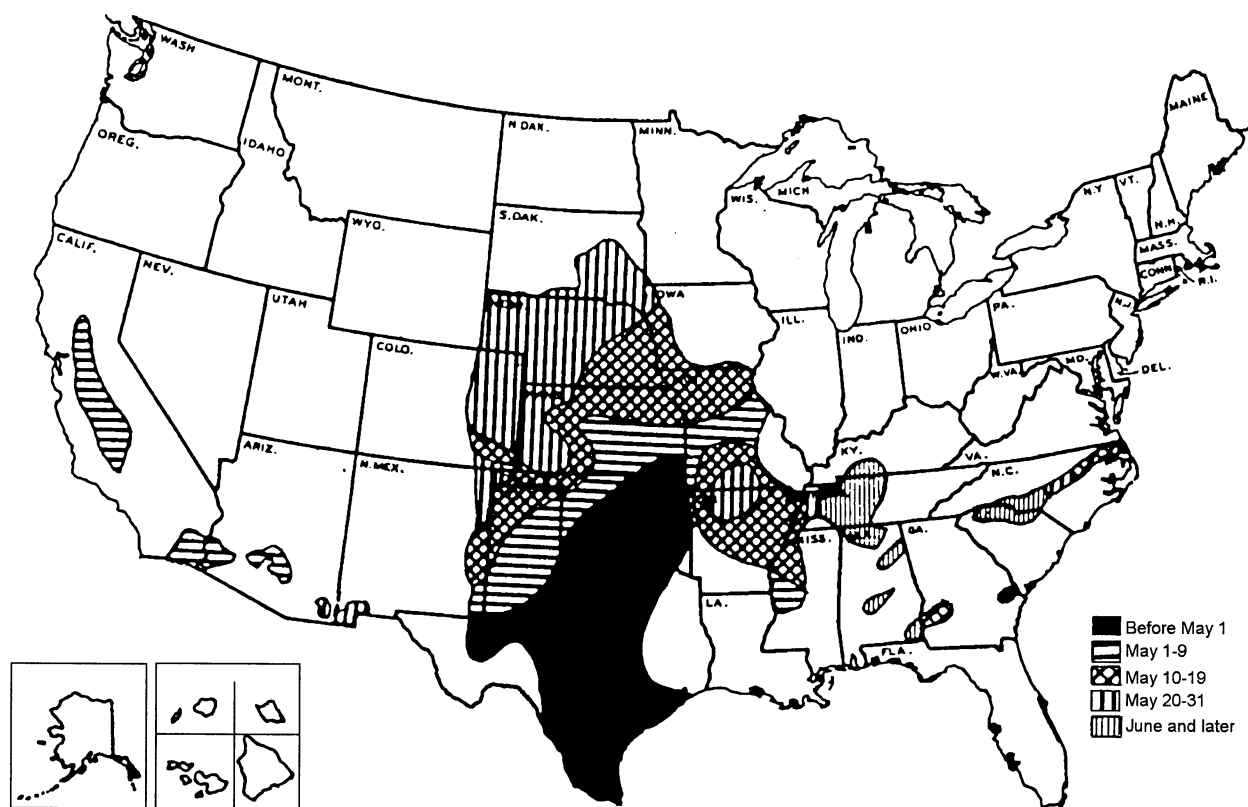 WASH
MONT.
N.DAK.
MINN.
MAINE
OREG.
IDAHO
WIS.
MICH
N.Y
VT.
N.H.
S.DAK.
WYO.
MASS.
CALIF.
NEV.
CONN
R.I.
UTAH
IOWA
ILL.
IND.
OHIO
PA.
N.J.
COLO.
MD.
W.VA.
DEL.
ARIZ.
N.MEX.
KY.
VA.
N.C.
MISS.
GA.
LA.
FLA.
Before May 1
May 1-9
May 10-19
May 20-31
June and later